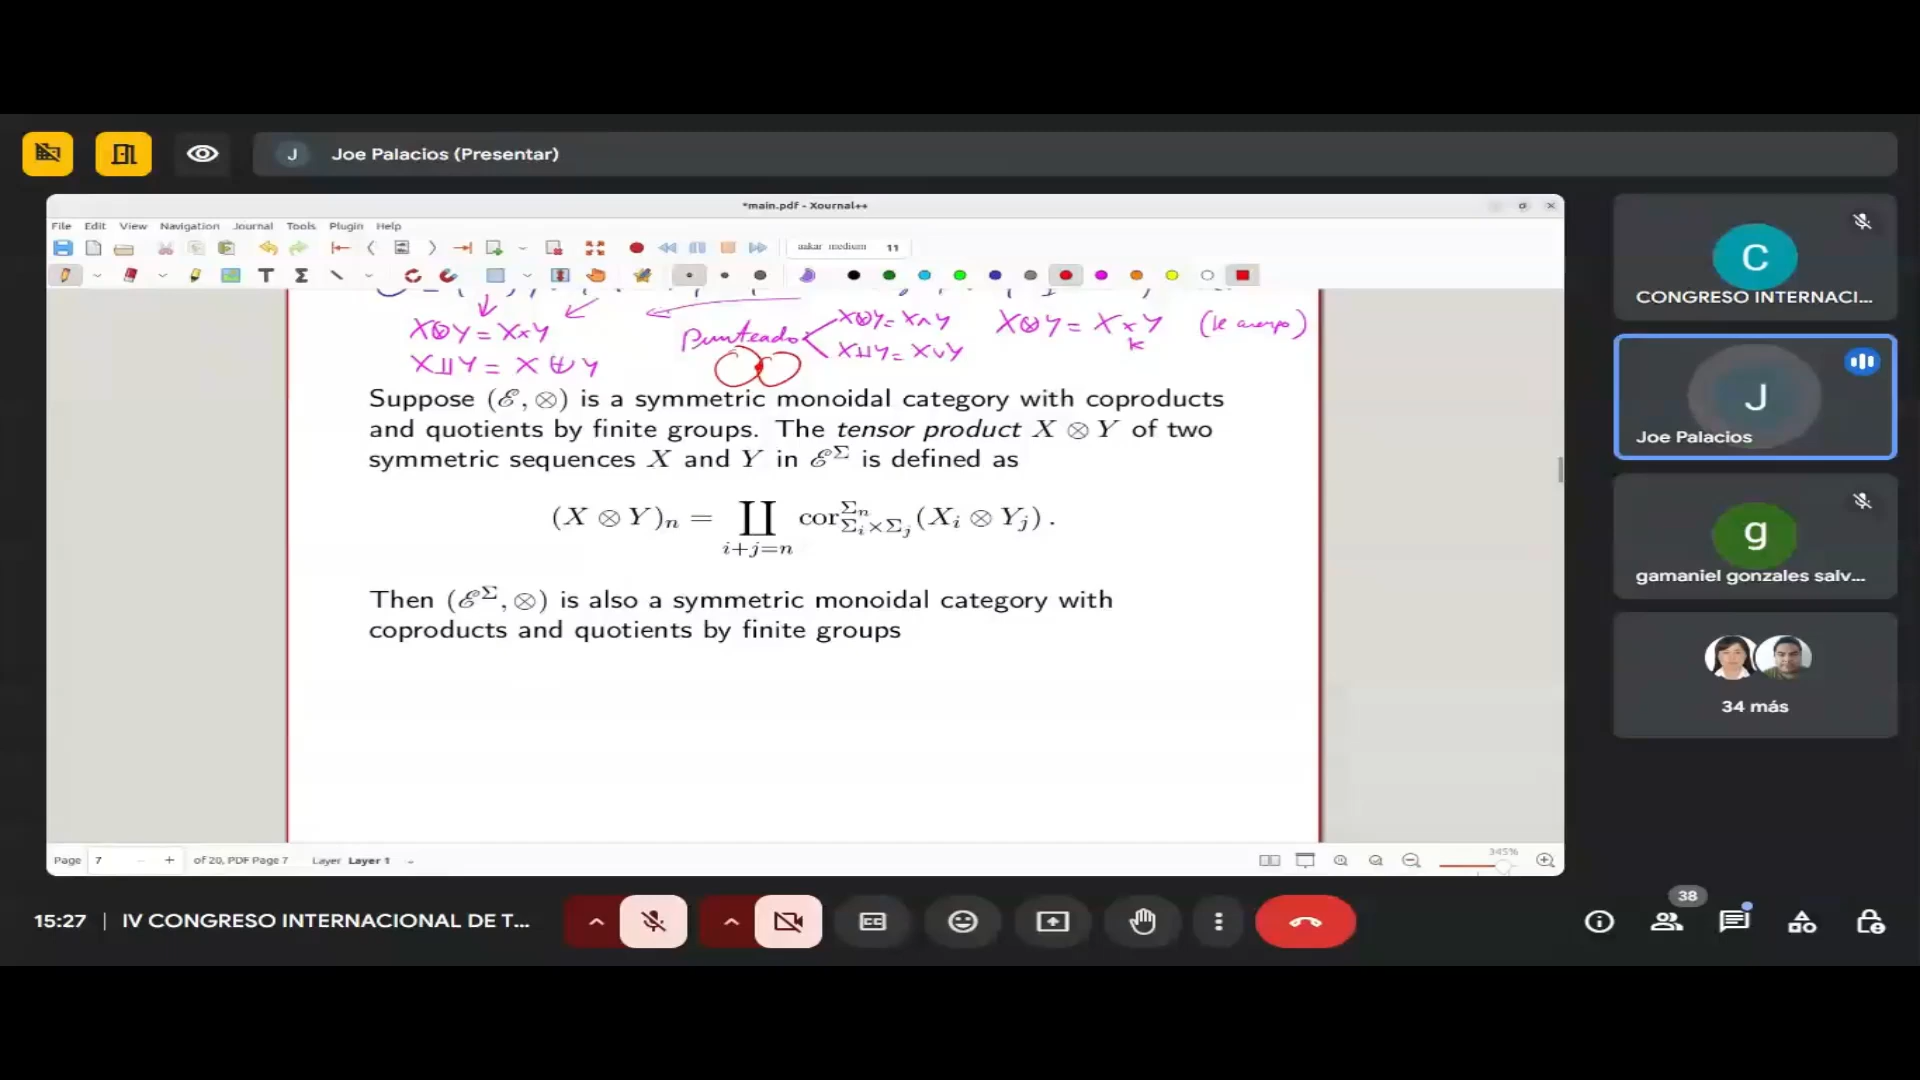 J Joe Palacios (Presentar)
*main.pdf - Xournal++
File Edit View Navigation Journal Tools Plugin Help
medium 11
X⊗Y = X×Y
Punteado
X⊗Y = X∧Y
X⊗Y = X ×ₖ Y (k cuerpo)
X⨿Y = X ⊎ Y
X⨿Y = X∨Y
Suppose (ℰ, ⊗) is a symmetric monoidal category with coproducts
and quotients by finite groups. The tensor product X ⊗ Y of two
symmetric sequences X and Y in ℰ^Σ is defined as
(X ⊗ Y)_n = ∐_{i+j=n} cor^{Σ_n}_{Σ_i×Σ_j}(X_i ⊗ Y_j) .
Then (ℰ^Σ, ⊗) is also a symmetric monoidal category with
coproducts and quotients by finite groups
Page 7 − + of 20, PDF Page 7 Layer Layer 1
345%
C
CONGRESO INTERNACI...
J
Joe Palacios
g
gamaniel gonzales salv...
34 más
15:27 | IV CONGRESO INTERNACIONAL DE T...
CC
38